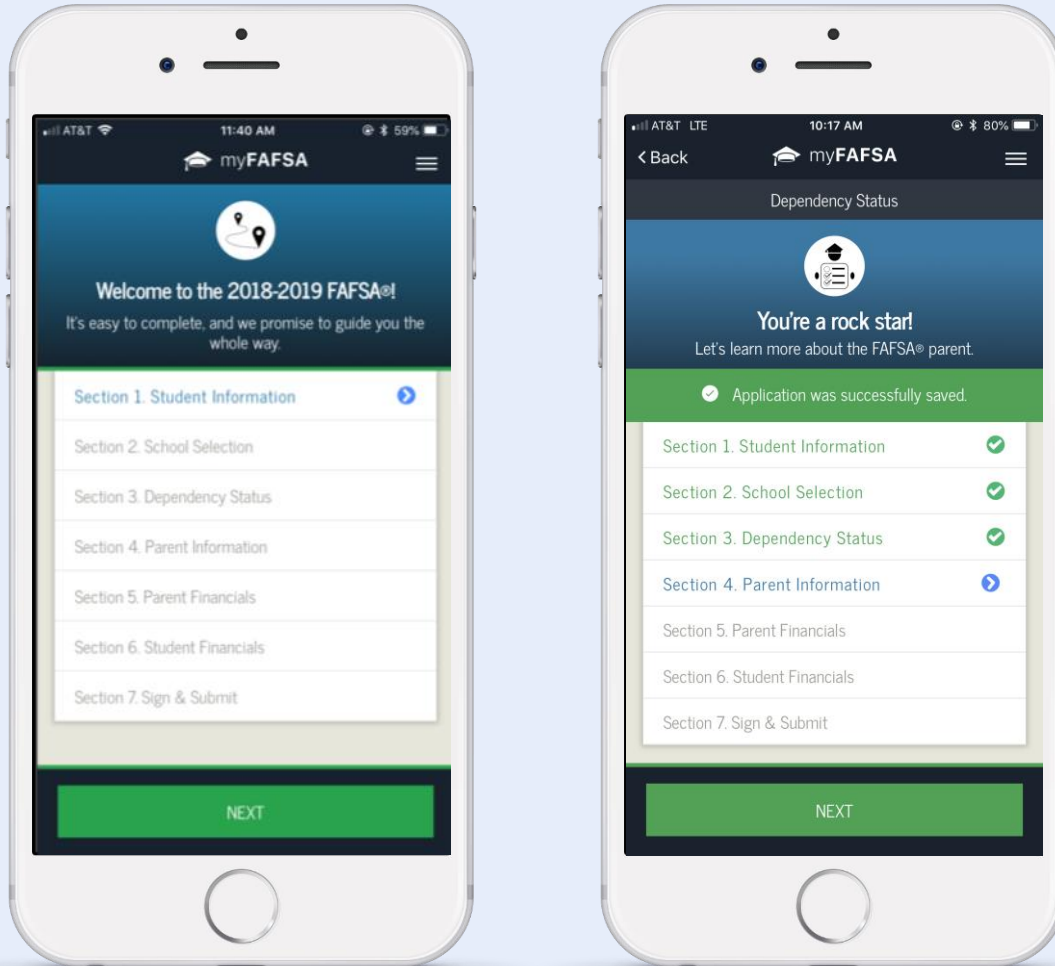 AT&T
11:40 AM
59%
myFAFSA
Welcome to the 2018-2019 FAFSA®!
It's easy to complete, and we promise to guide you the
whole way.
Section 1. Student Information
Section 2. School Selection
Section 3. Dependency Status
Section 4. Parent Information
Section 5. Parent Financials
Section 6. Student Financials
Section 7. Sign & Submit
NEXT
AT&T LTE
10:17 AM
80%
Back
myFAFSA
Dependency Status
You're a rock star!
Let's learn more about the FAFSA® parent.
Application was successfully saved.
Section 1. Student Information
Section 2. School Selection
Section 3. Dependency Status
Section 4. Parent Information
Section 5. Parent Financials
Section 6. Student Financials
Section 7. Sign & Submit
NEXT